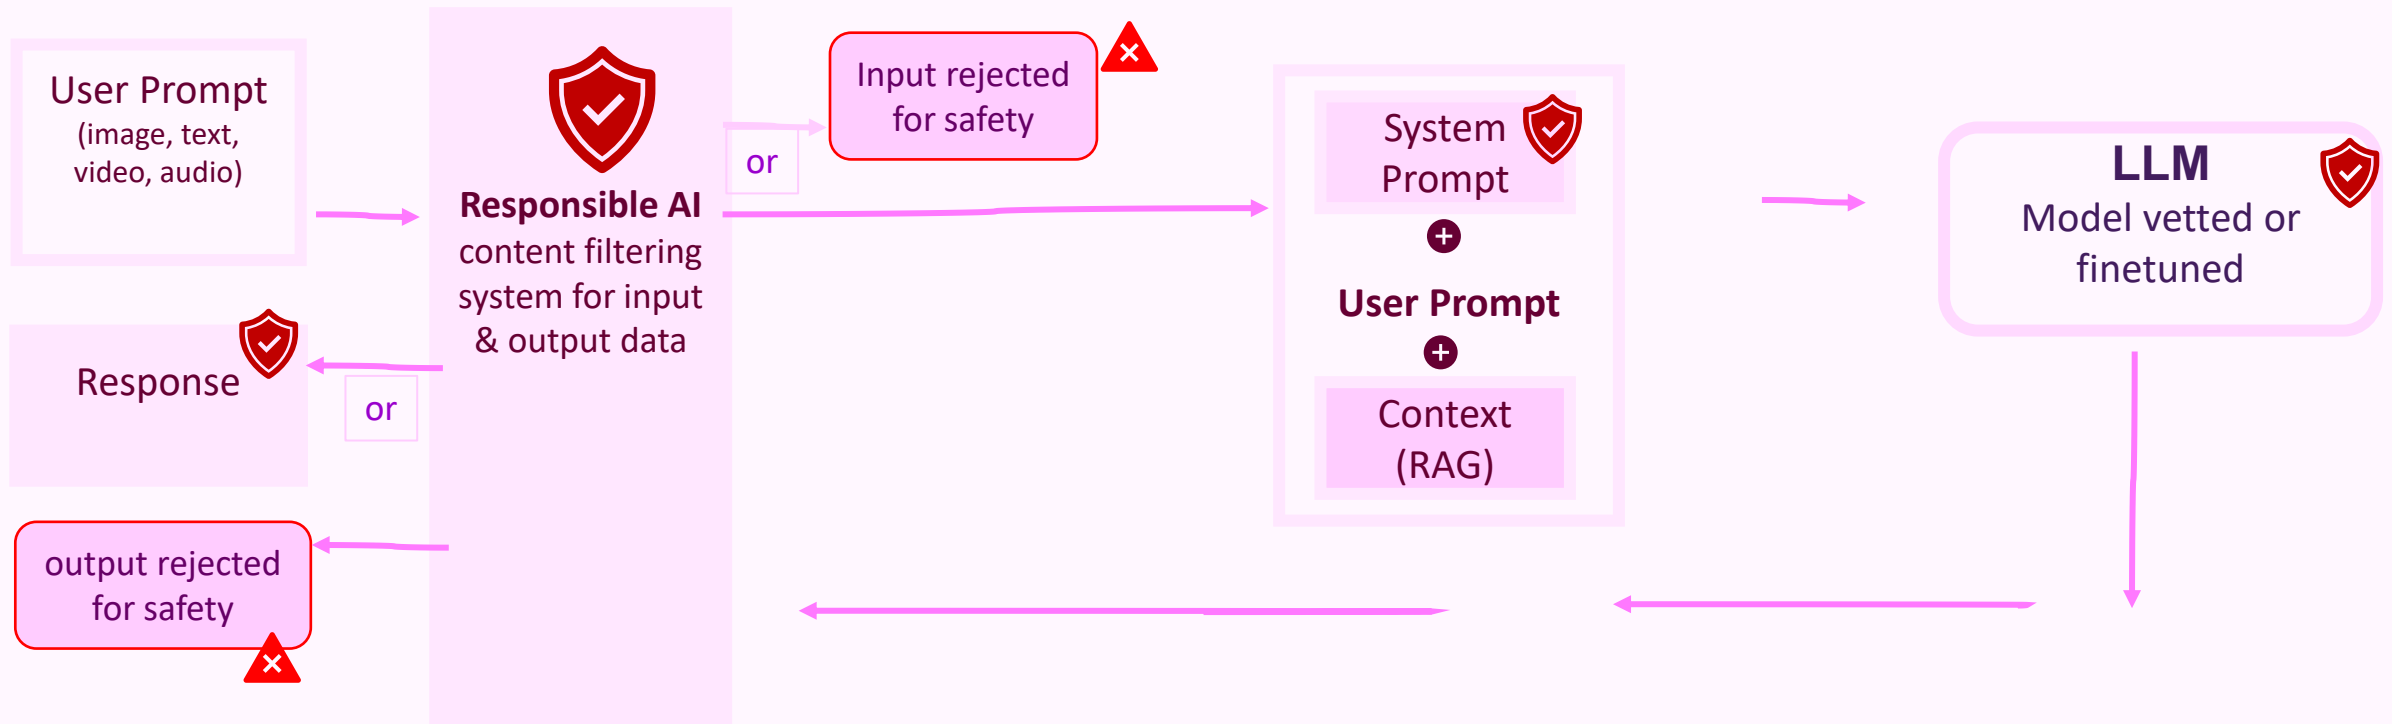 User Prompt
(image, text,
video, audio)
Response
or
output rejected
for safety
Responsible AI
content filtering
system for input
& output data
or
Input rejected
for safety
System
Prompt
User Prompt
Context
(RAG)
LLM
Model vetted or
finetuned